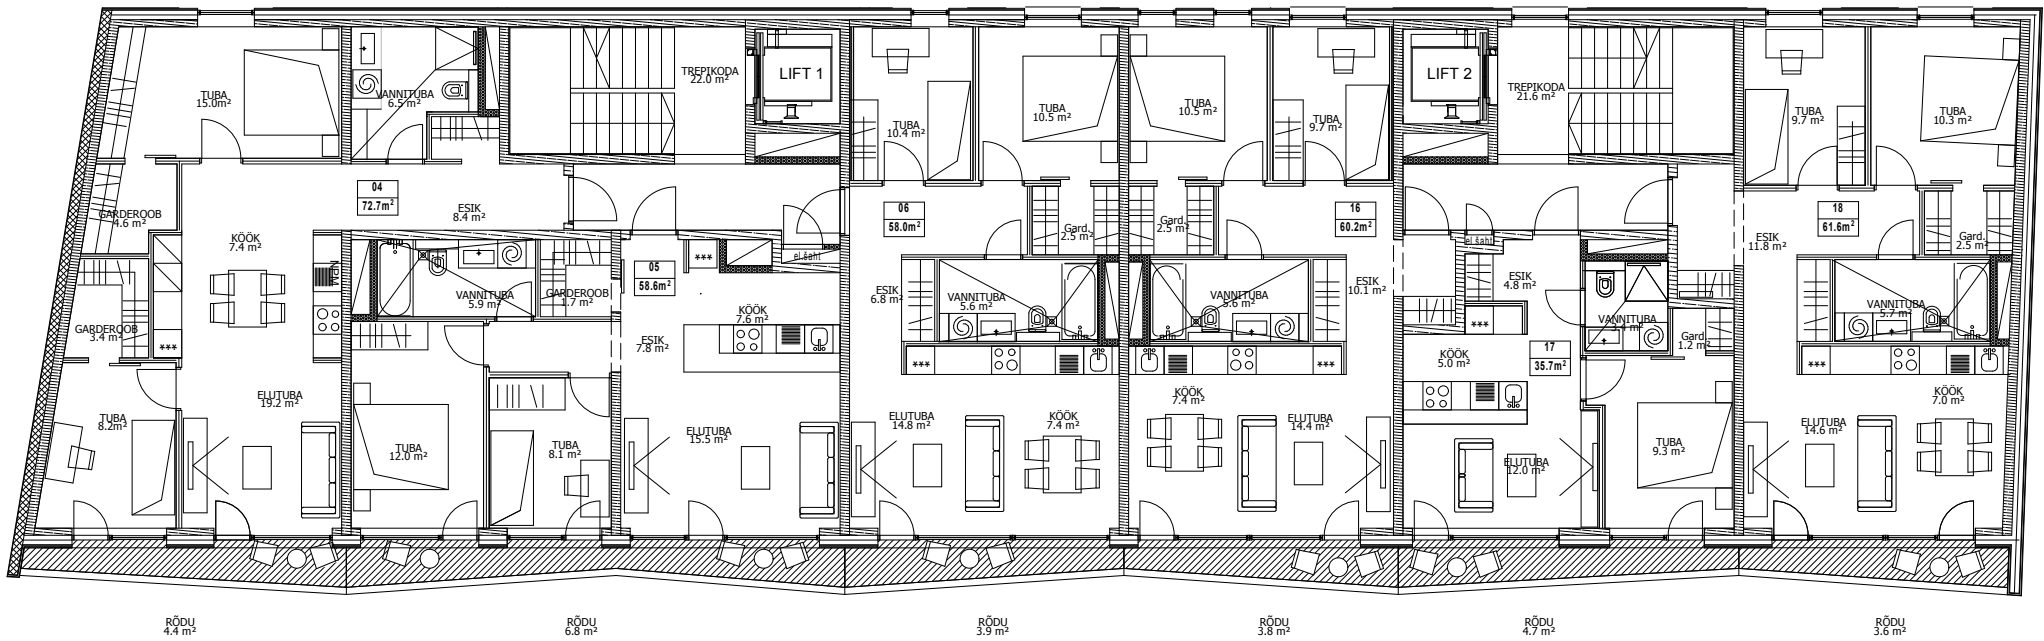 TUBA
15.0m²
VANNITUBA
6.5 m²
TREPIKODA
22.0 m²
LIFT 1
TUBA
10.4 m²
TUBA
10.5 m²
TUBA
10.5 m²
TUBA
9.7 m²
LIFT 2
TREPIKODA
21.6 m²
TUBA
9.7 m²
TUBA
10.3 m²
04
72.7m²
GARDEROOB
4.6 m²
ESIK
8.4 m²
06
58.0m²
Gard.
2.5 m²
Gard.
2.5 m²
16
60.2m²
18
61.6m²
Gard.
2.5 m²
KÖÖK
7.4 m²
el.šaht
el.šaht
ESIK
11.8 m²
05
58.6m²
NPM
VANNITUBA
5.9 m²
GARDEROOB
1.7 m²
***
ESIK
6.8 m²
VANNITUBA
5.6 m²
VANNITUBA
5.6 m²
ESIK
10.1 m²
ESIK
4.8 m²
VANNITUBA
3.4 m²
VANNITUBA
5.7 m²
GARDEROOB
3.4 m²
***
ESIK
7.8 m²
KÖÖK
7.6 m²
***
***
***
KÖÖK
5.0 m²
17
35.7m²
Gard.
1.2 m²
***
TUBA
8.2m²
ELUTUBA
19.2 m²
TUBA
12.0 m²
TUBA
8.1 m²
ELUTUBA
15.5 m²
ELUTUBA
14.8 m²
KÖÖK
7.4 m²
KÖÖK
7.4 m²
ELUTUBA
14.4 m²
ELUTUBA
12.0 m²
TUBA
9.3 m²
ELUTUBA
14.6 m²
KÖÖK
7.0 m²
RÕDU
4.4 m²
RÕDU
6.8 m²
RÕDU
3.9 m²
RÕDU
3.8 m²
RÕDU
4.7 m²
RÕDU
3.6 m²